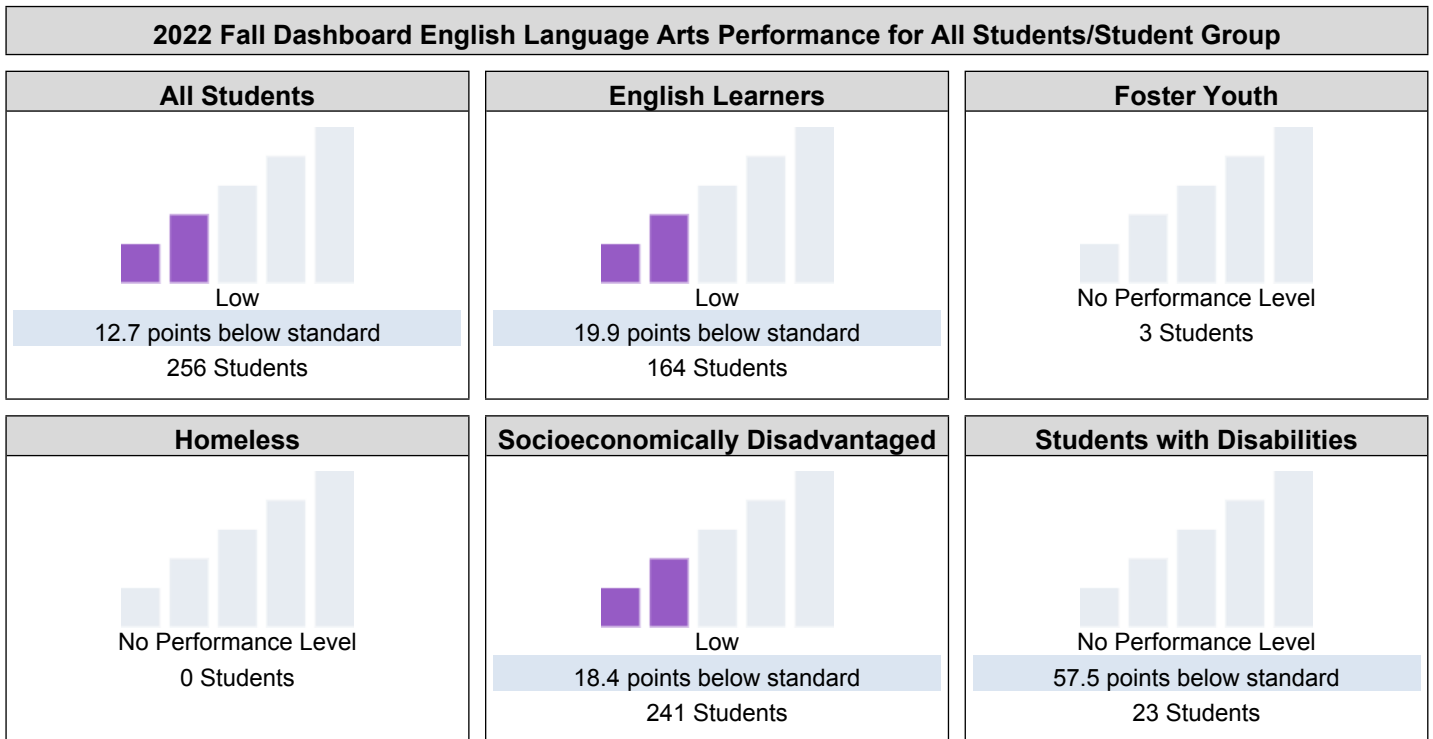 2022 Fall Dashboard English Language Arts Performance for All Students/Student Group
All Students
Low
12.7 points below standard
256 Students
English Learners
Low
19.9 points below standard
164 Students
Foster Youth
No Performance Level
3 Students
Homeless
No Performance Level
0 Students
Socioeconomically Disadvantaged
Low
18.4 points below standard
241 Students
Students with Disabilities
No Performance Level
57.5 points below standard
23 Students